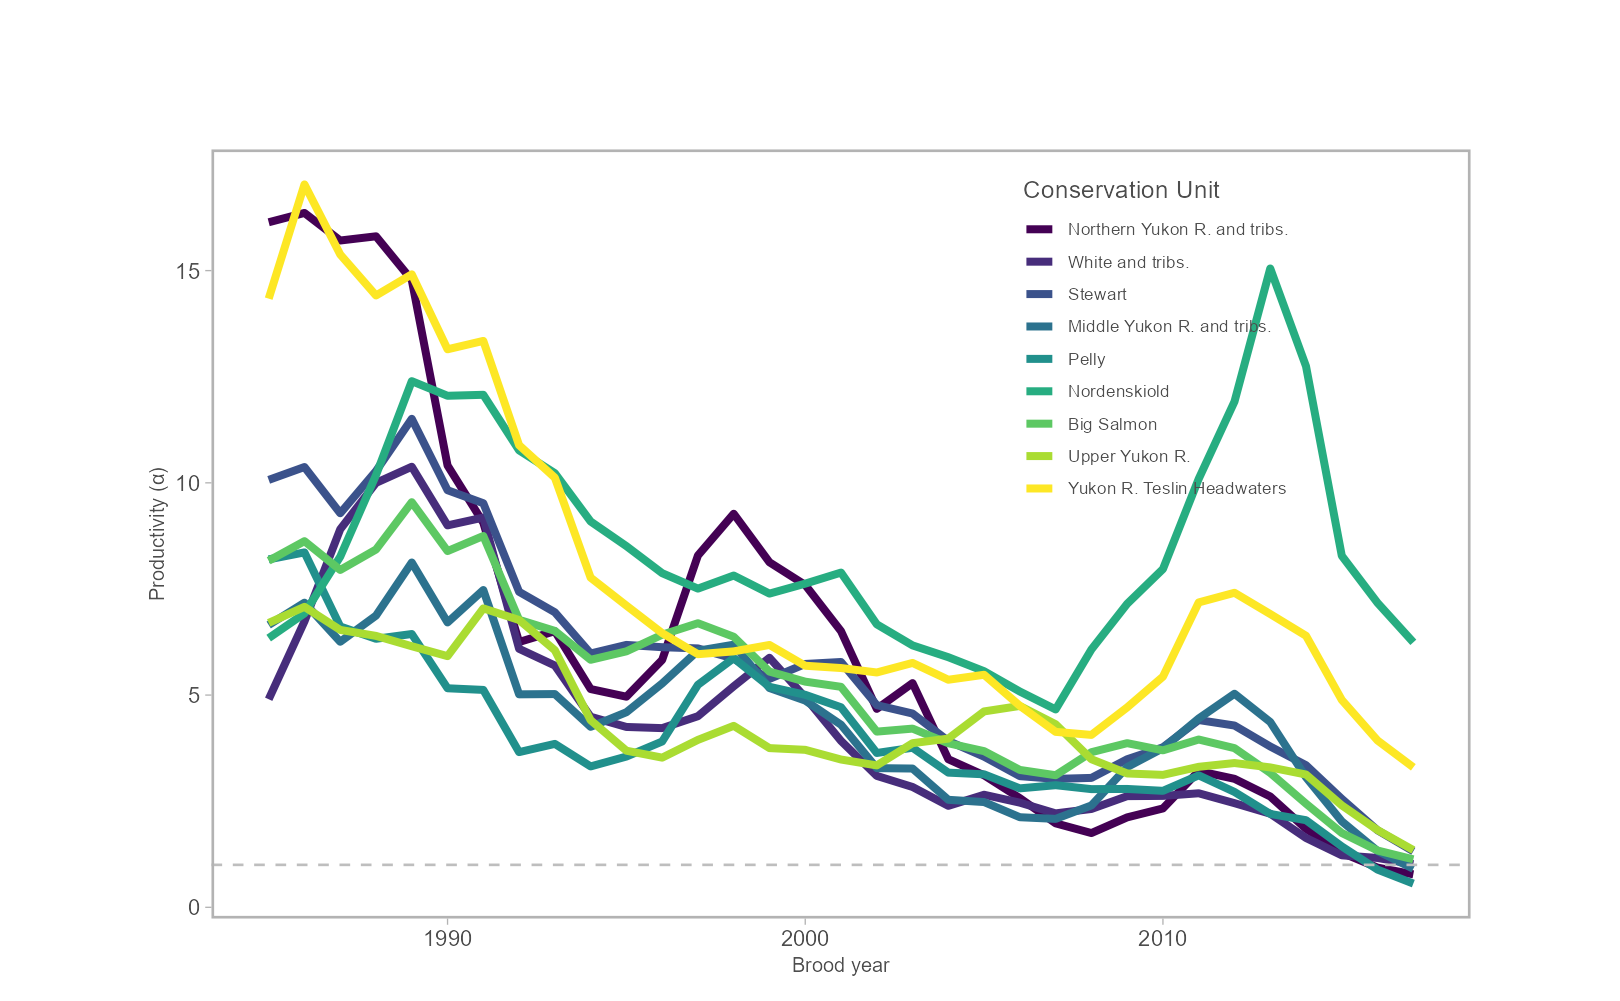 Conservation Unit
Northern Yukon R. and tribs.
White and tribs.
Stewart
Middle Yukon R. and tribs.
Pelly
Nordenskiold
Big Salmon
Upper Yukon R.
Yukon R. Teslin Headwaters
Productivity (α)
15
10
5
0
1990 2000 2010
Brood year